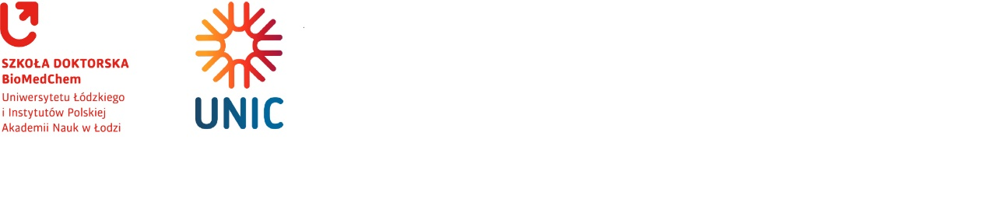 SZKOŁA DOKTORSKA
BioMedChem
Uniwersytetu Łódzkiego
i Instytutów Polskiej
Akademii Nauk w Łodzi
UNIC